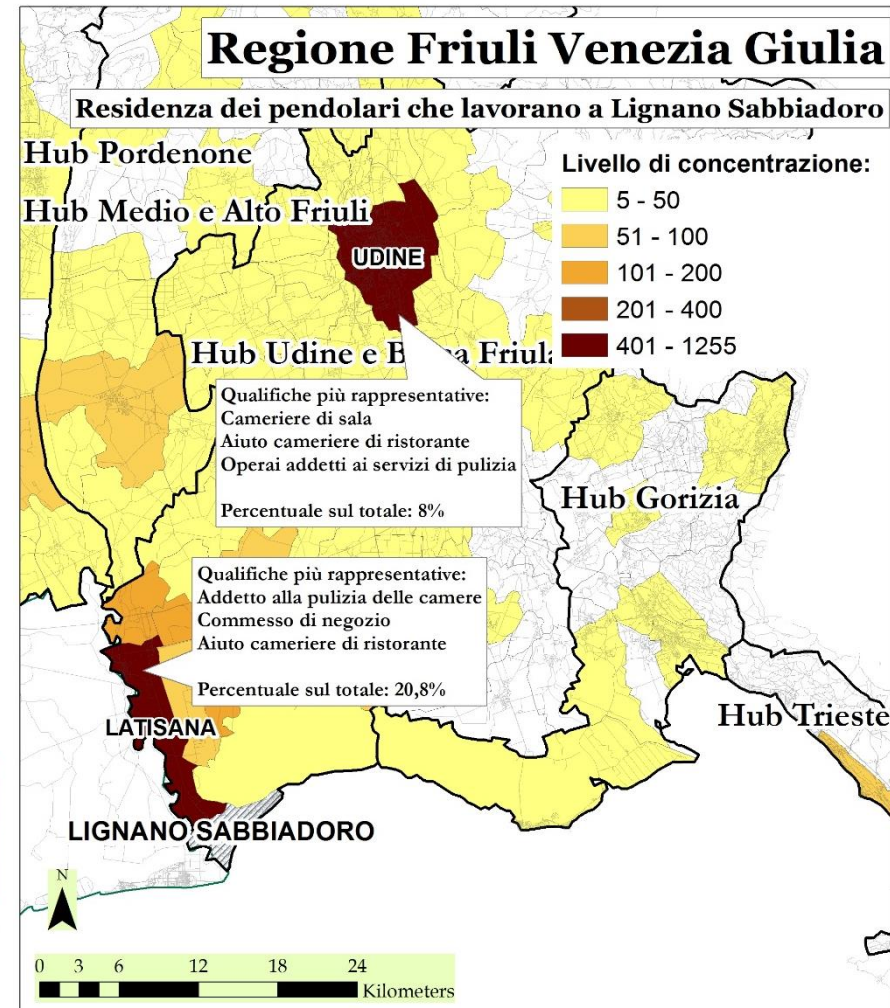 Regione Friuli Venezia Giulia
Residenza dei pendolari che lavorano a Lignano Sabbiadoro
Hub Pordenone
Livello di concentrazione:
5 - 50
51 - 100
101 - 200
201 - 400
401 - 1255
Hub Medio e Alto Friuli
UDINE
Hub Udine e
Qualifiche più rappresentative:
Cameriere di sala
Aiuto cameriere di ristorante
Operai addetti ai servizi di pulizia
Percentuale sul totale: 8%
Hub Gorizia
Qualifiche più rappresentative:
Addetto alla pulizia delle camere
Commesso di negozio
Aiuto cameriere di ristorante
Percentuale sul totale: 20,8%
LATISANA
Hub Trieste
LIGNANO SABBIADORO
N
0 3 6 12 18 24
Kilometers